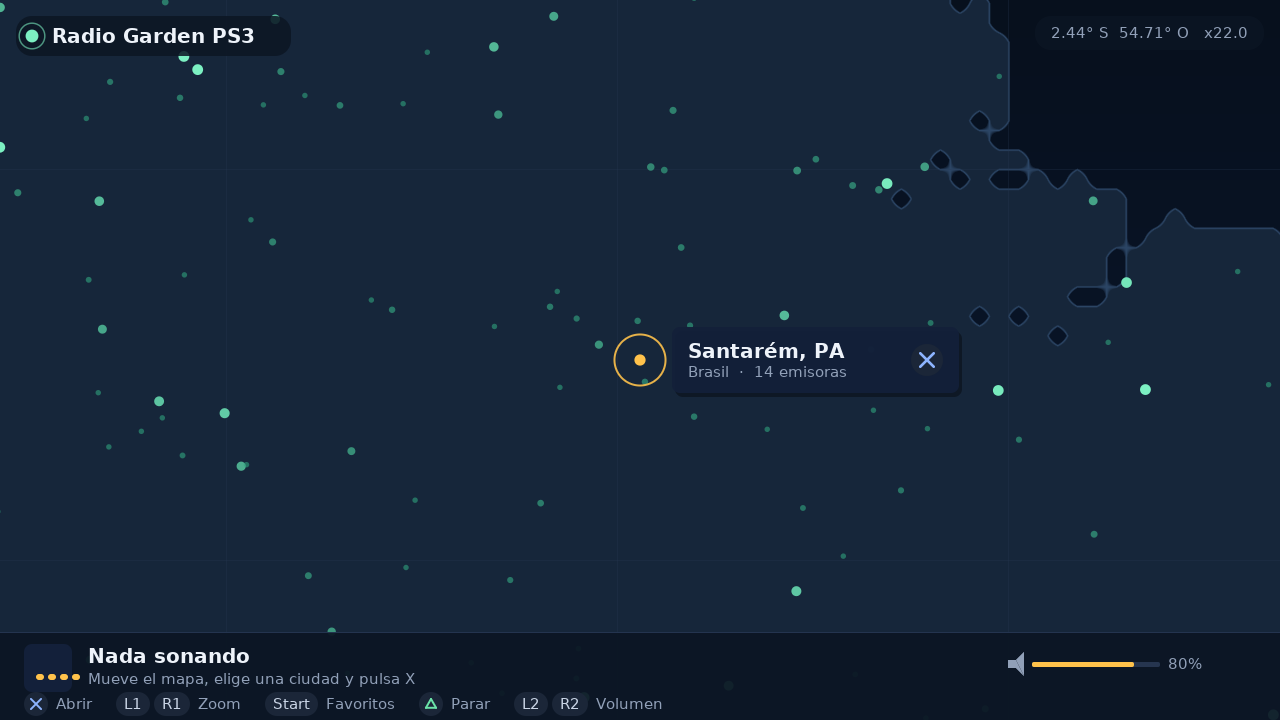 Radio Garden PS3
2.44° S 54.71° O x22.0
Santarém, PA
Brasil · 14 emisoras
Nada sonando
Mueve el mapa, elige una ciudad y pulsa X
80%
Abrir L1 R1 Zoom Start Favoritos Parar L2 R2 Volumen